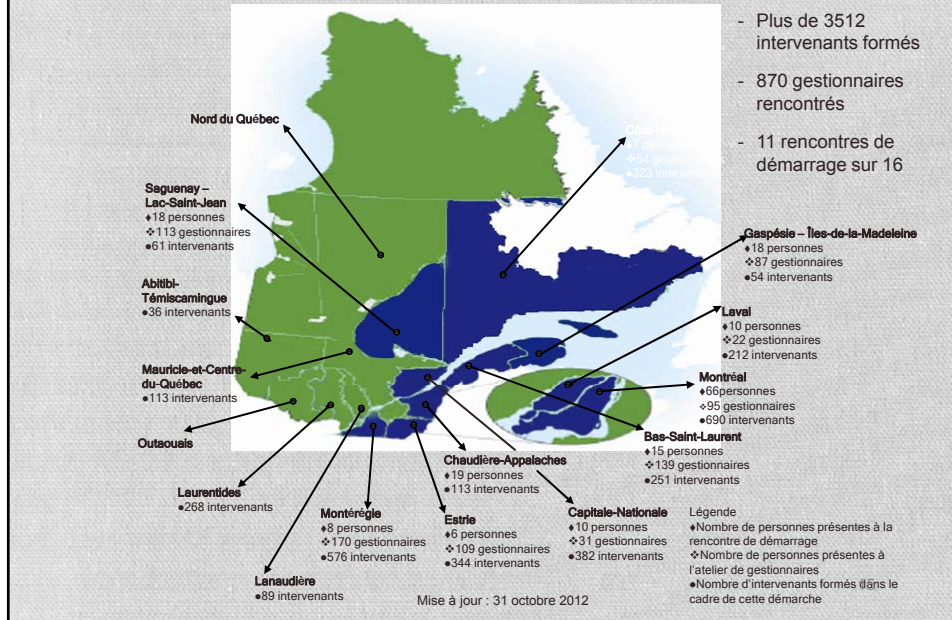 - Plus de 3512
intervenants formés
- 870 gestionnaires
rencontrés
- 11 rencontres de
démarrage sur 16
Nord du Québec
♦7
❖54 gestionnaires
●323
Saguenay –
Lac-Saint-Jean
♦18 personnes
❖113 gestionnaires
●61 intervenants
Gaspésie – Îles-de-la-Madeleine
♦18 personnes
❖87 gestionnaires
●54 intervenants
Abitibi-
Témiscamingue
●36 intervenants
Laval
♦10 personnes
❖22 gestionnaires
●212 intervenants
Mauricie-et-Centre-
du-Québec
●113 intervenants
Montréal
♦66personnes
❖95 gestionnaires
●690 intervenants
Outaouais
Bas-Saint-Laurent
♦15 personnes
❖139 gestionnaires
●251 intervenants
Chaudière-Appalaches
♦19 personnes
●113 intervenants
Laurentides
●268 intervenants
Montérégie
♦8 personnes
❖170 gestionnaires
●576 intervenants
Estrie
♦6 personnes
❖109 gestionnaires
●344 intervenants
Capitale-Nationale
♦10 personnes
❖31 gestionnaires
●382 intervenants
Légende
♦Nombre de personnes présentes à la
rencontre de démarrage
❖Nombre de personnes présentes à
l'atelier de gestionnaires
●Nombre d'intervenants formés dans le
cadre de cette démarche
Lanaudière
●89 intervenants
Mise à jour : 31 octobre 2012